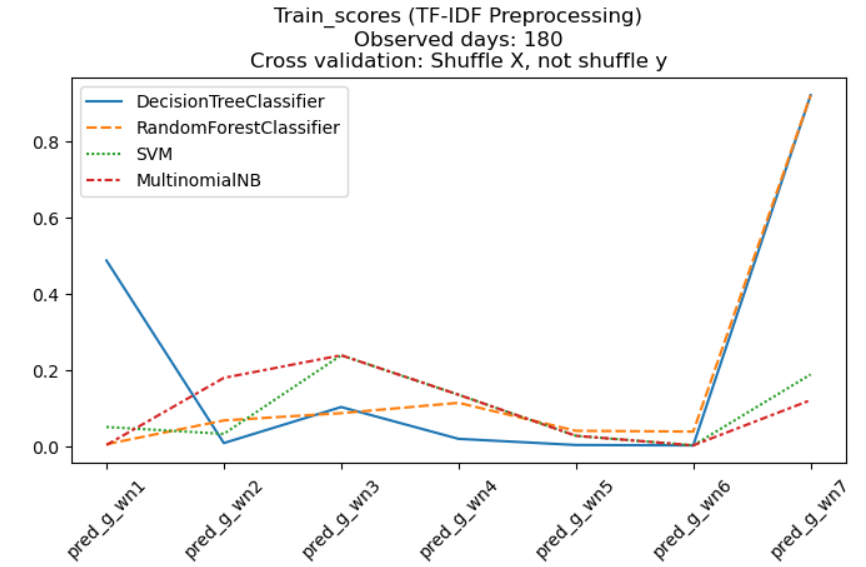 Train_scores (TF-IDF Preprocessing)
Observed days: 180
Cross validation: Shuffle X, not shuffle y
DecisionTreeClassifier
RandomForestClassifier
SVM
MultinomialNB
0.8
0.6
0.4
0.2
0.0
pred_g_wn1
pred_g_wn2
pred_g_wn3
pred_g_wn4
pred_g_wn5
pred_g_wn6
pred_g_wn7